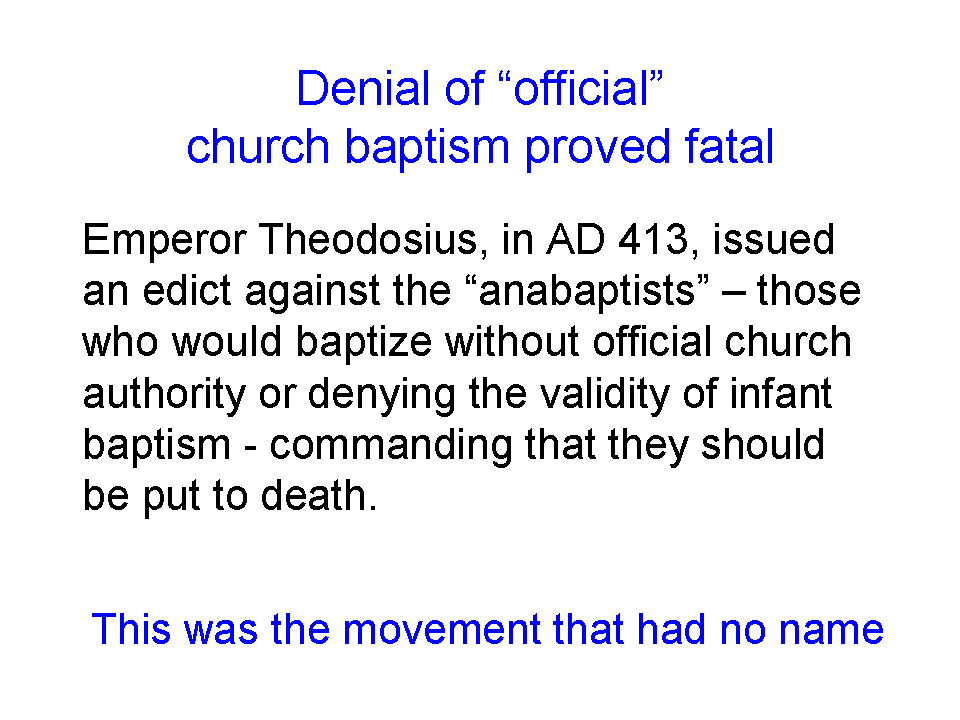 Denial of “official”
church baptism proved fatal
Emperor Theodosius, in AD 413, issued
an edict against the “anabaptists” – those
who would baptize without official church
authority or denying the validity of infant
baptism - commanding that they should
be put to death.
This was the movement that had no name